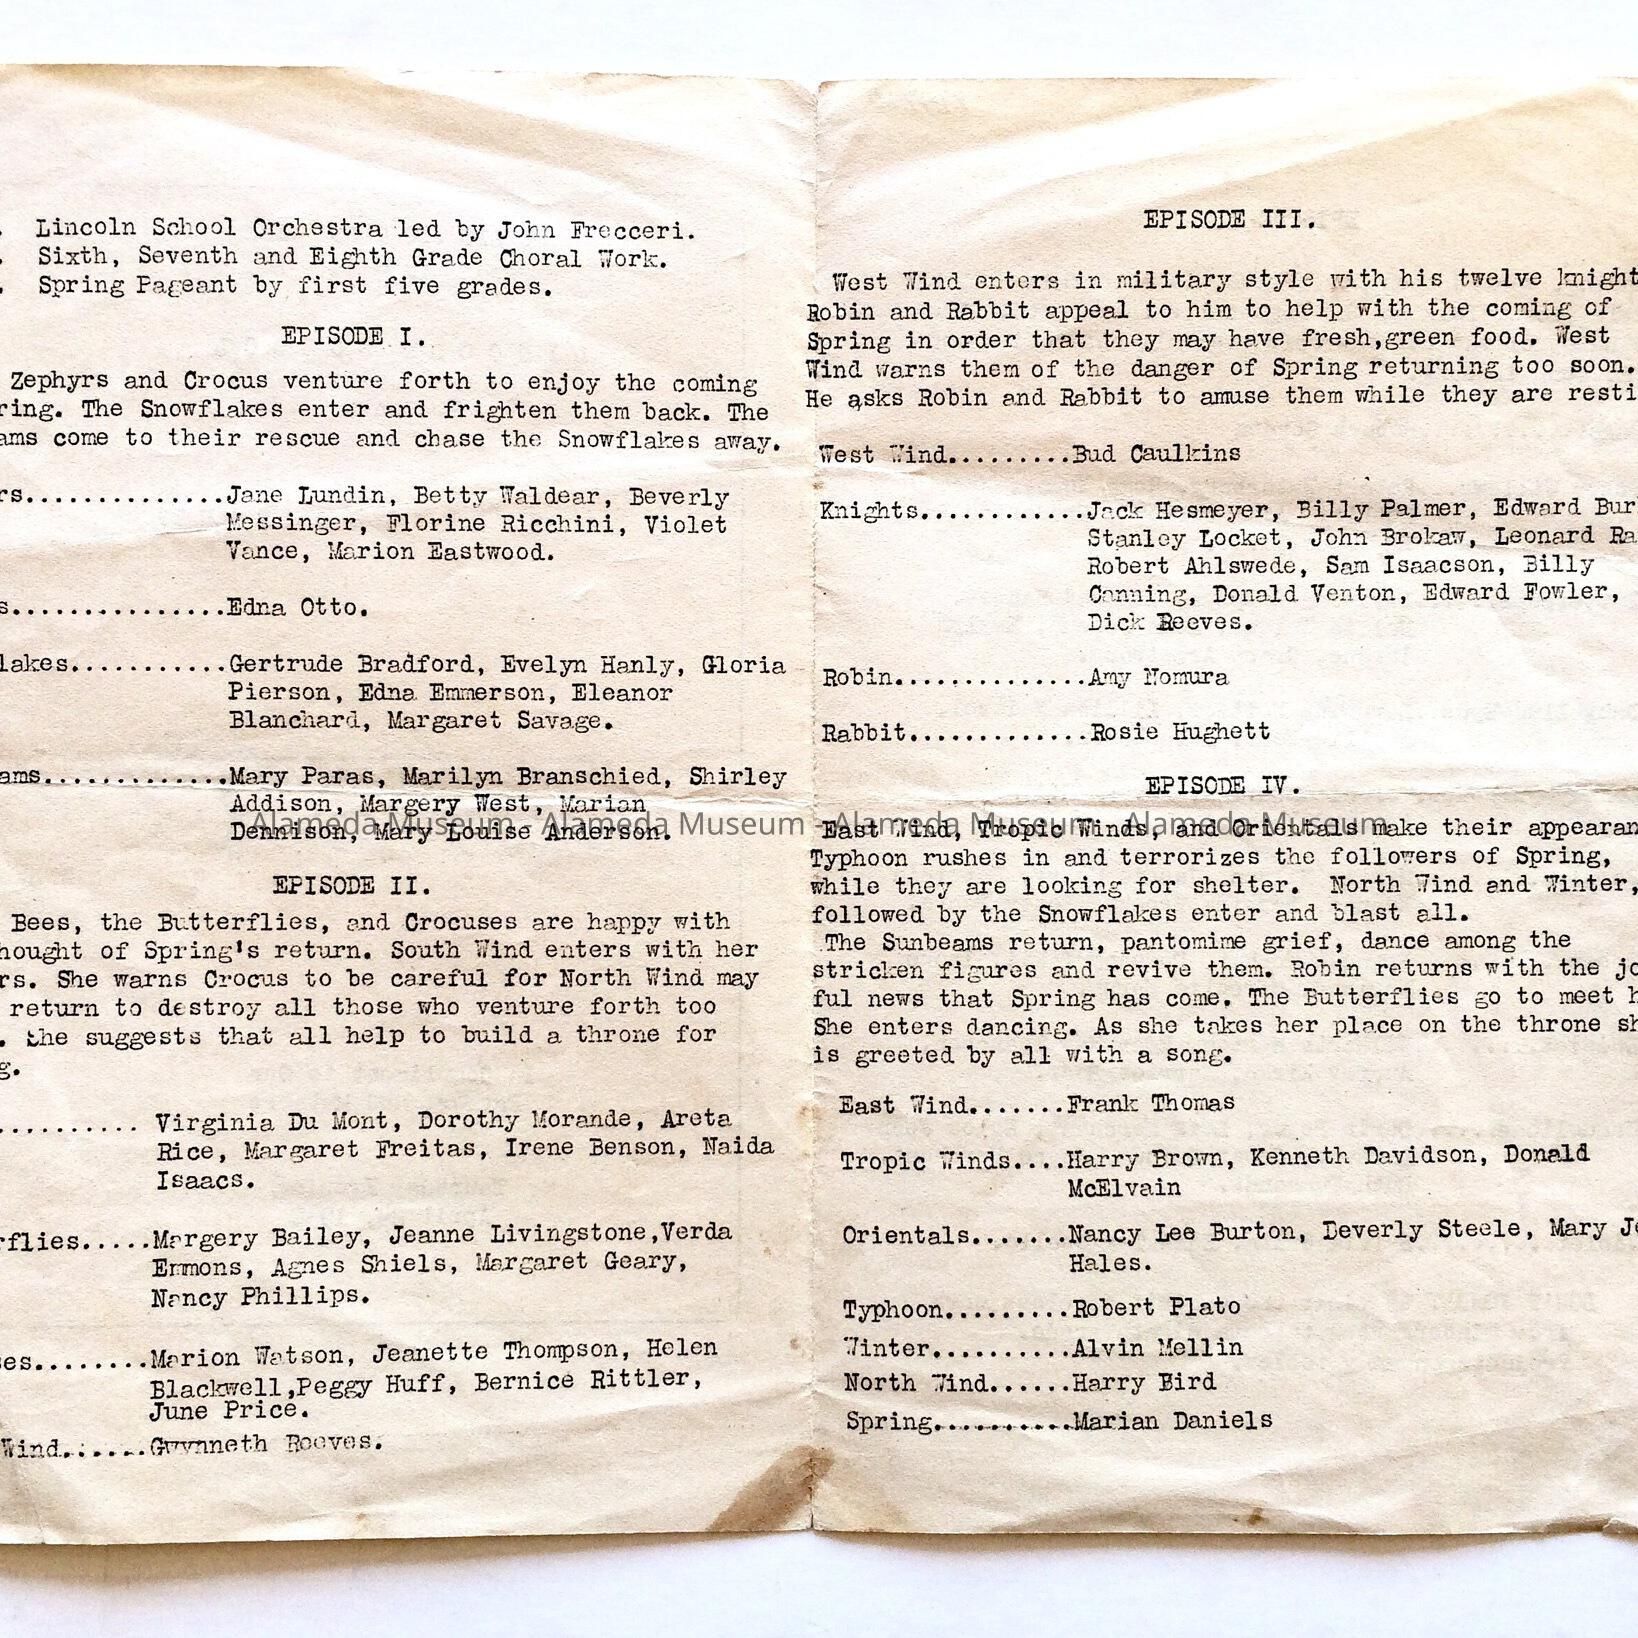 . Lincoln School Orchestra led by John Frecceri.
. Sixth, Seventh and Eighth Grade Choral Work.
. Spring Pageant by first five grades.
EPISODE I.
Zephyrs and Crocus venture forth to enjoy the coming
ring. The Snowflakes enter and frighten them back. The
ams come to their rescue and chase the Snowflakes away.
rs..............Jane Lundin, Betty Waldear, Beverly
Messinger, Florine Ricchini, Violet
Vance, Marion Eastwood.
s...............Edna Otto.
lakes...........Gertrude Bradford, Evelyn Hanly, Gloria
Pierson, Edna Emmerson, Eleanor
Blanchard, Margaret Savage.
ams.............Mary Paras, Marilyn Branschied, Shirley
Addison, Margery West, Marian
Dennison, Mary Louise Anderson.
EPISODE II.
Bees, the Butterflies, and Crocuses are happy with
hought of Spring's return. South Wind enters with her
rs. She warns Crocus to be careful for North Wind may
return to destroy all those who venture forth too
. She suggests that all help to build a throne for
g.
.......... Virginia Du Mont, Dorothy Morande, Areta
Rice, Margaret Freitas, Irene Benson, Naida
Isaacs.
rflies.....Margery Bailey, Jeanne Livingstone,Verda
Emmons, Agnes Shiels, Margaret Geary,
Nancy Phillips.
ses........Marion Watson, Jeanette Thompson, Helen
Blackwell,Peggy Huff, Bernice Rittler,
June Price.
Wind.......Gwynneth Reeves.
EPISODE III.
West Wind enters in military style with his twelve knight
Robin and Rabbit appeal to him to help with the coming of
Spring in order that they may have fresh,green food. West
Wind warns them of the danger of Spring returning too soon.
He asks Robin and Rabbit to amuse them while they are resti
West Wind.........Bud Caulkins
Knights............Jack Hesmeyer, Billy Palmer, Edward Bur
Stanley Locket, John Brokaw, Leonard Ra
Robert Ahlswede, Sam Isaacson, Billy
Canning, Donald Venton, Edward Fowler,
Dick Reeves.
Robin..............Amy Nomura
Rabbit.............Rosie Hughett
EPISODE IV.
East Wind, Tropic Winds, and Orientals make their appearan
Typhoon rushes in and terrorizes the followers of Spring,
while they are looking for shelter. North Wind and Winter,
followed by the Snowflakes enter and blast all.
The Sunbeams return, pantomime grief, dance among the
stricken figures and revive them. Robin returns with the jo
ful news that Spring has come. The Butterflies go to meet h
She enters dancing. As she takes her place on the throne sh
is greeted by all with a song.
East Wind.......Frank Thomas
Tropic Winds....Harry Brown, Kenneth Davidson, Donald
McElvain
Orientals.......Nancy Lee Burton, Deverly Steele, Mary J
Hales.
Typhoon.........Robert Plato
Winter..........Alvin Mellin
North Wind......Harry Bird
Spring...........Marian Daniels
Alameda Museum - Alameda Museum - Alameda Museum - Alameda Museum